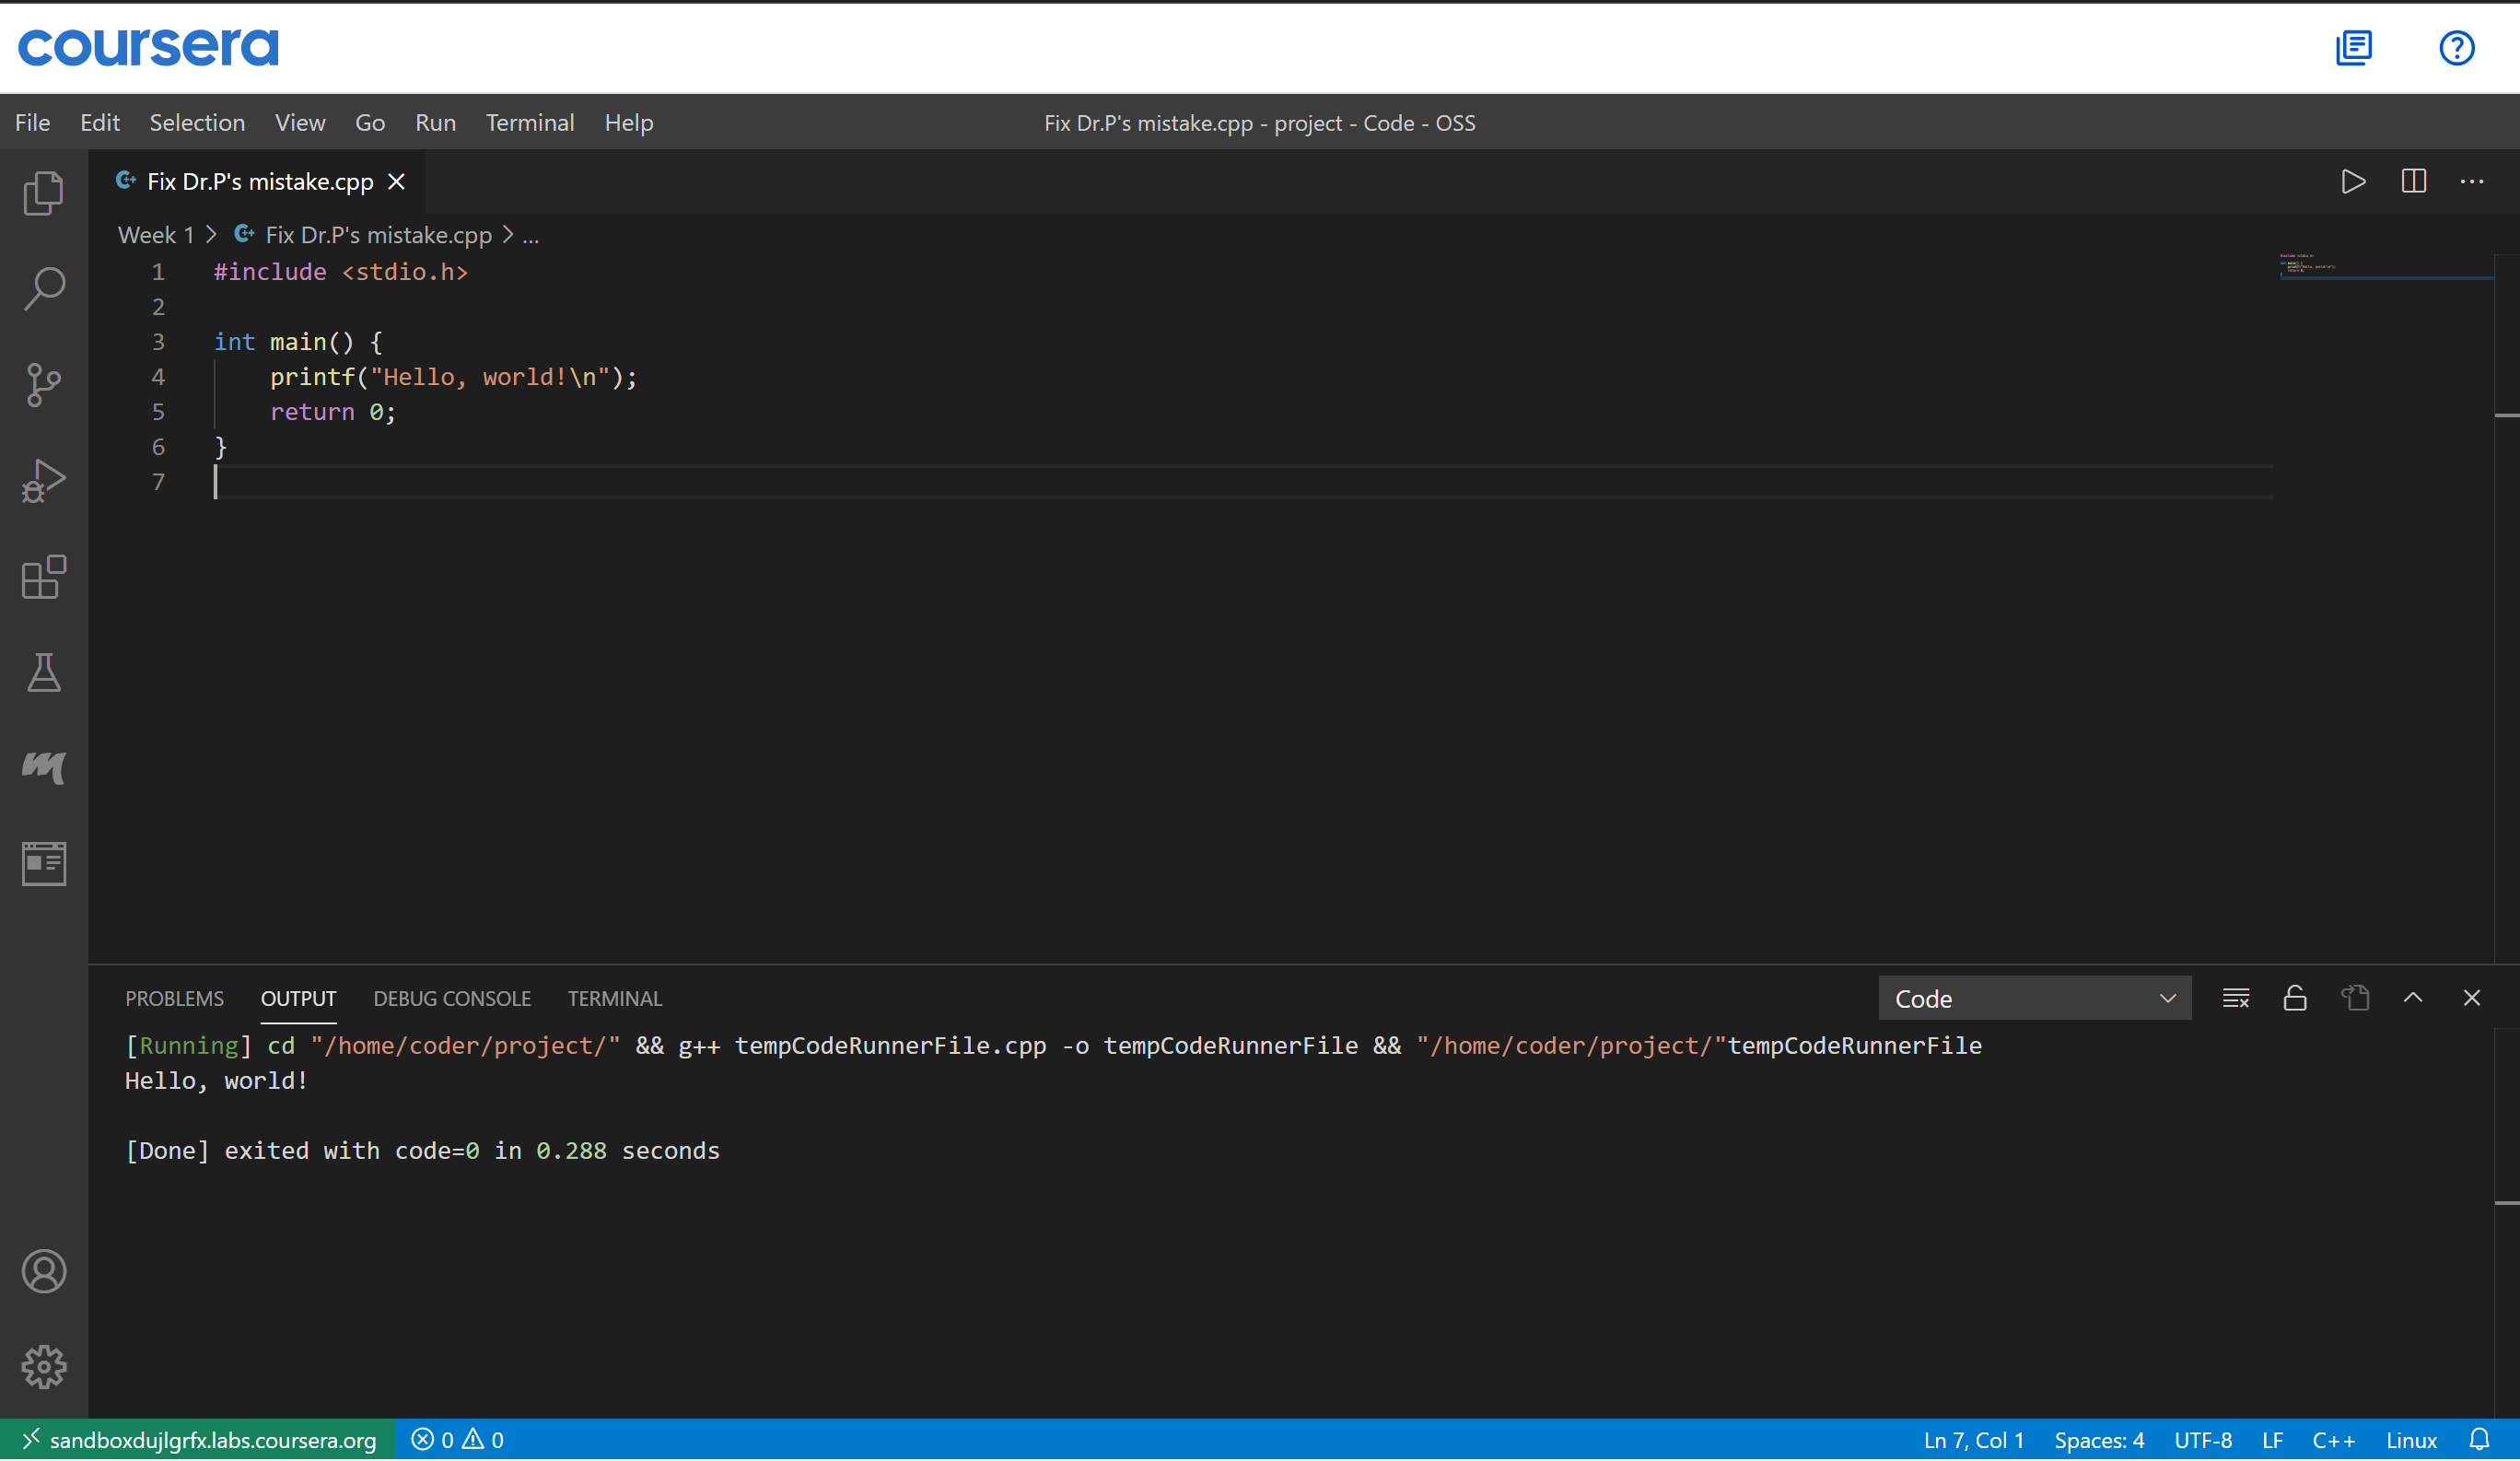 coursera
File Edit Selection View Go Run Terminal Help
Fix Dr.P's mistake.cpp - project - Code - OSS
Fix Dr.P's mistake.cpp
Week 1 > Fix Dr.P's mistake.cpp > ...
1 #include <stdio.h>
2
3 int main() {
4     printf("Hello, world!\n");
5     return 0;
6 }
7
PROBLEMS OUTPUT DEBUG CONSOLE TERMINAL
Code
[Running] cd "/home/coder/project/" && g++ tempCodeRunnerFile.cpp -o tempCodeRunnerFile && "/home/coder/project/"tempCodeRunnerFile
Hello, world!
[Done] exited with code=0 in 0.288 seconds
sandboxdujlgrfx.labs.coursera.org 0 0 Ln 7, Col 1 Spaces: 4 UTF-8 LF C++ Linux